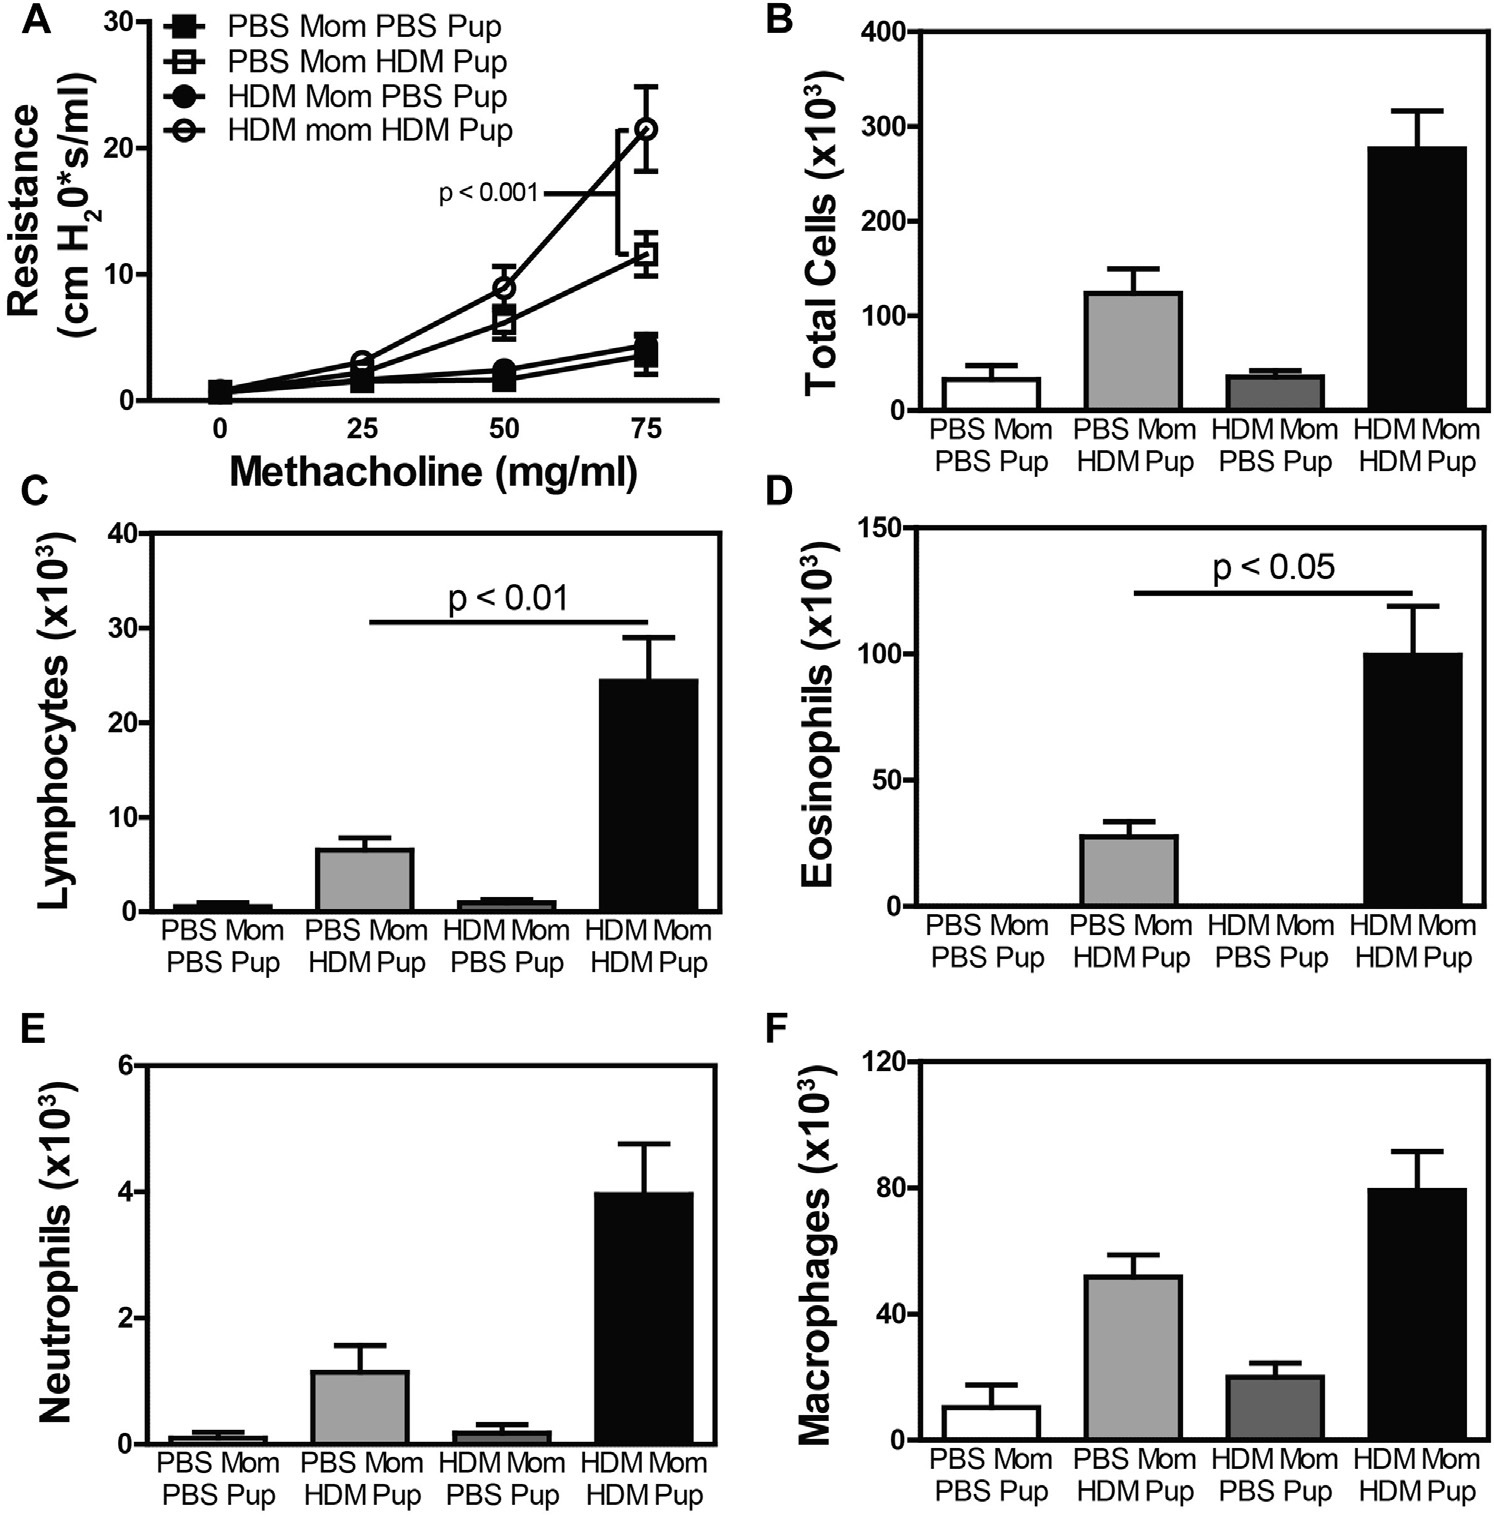 A
30
20
10
0
Resistance
(cm H20*s/ml)
PBS Mom PBS Pup
PBS Mom HDM Pup
HDM Mom PBS Pup
HDM mom HDM Pup
p < 0.001
0 25 50 75
Methacholine (mg/ml)
B
400
300
200
100
0
Total Cells (x10³)
PBS Mom PBS Mom HDM Mom HDM Mom
PBS Pup HDM Pup PBS Pup HDM Pup
C
40
30
20
10
0
Lymphocytes (x10³)
p < 0.01
PBS Mom PBS Mom HDM Mom HDM Mom
PBS Pup HDM Pup PBS Pup HDM Pup
D
150
100
50
0
Eosinophils (x10³)
p < 0.05
PBS Mom PBS Mom HDM Mom HDM Mom
PBS Pup HDM Pup PBS Pup HDM Pup
E
6
4
2
0
Neutrophils (x10³)
PBS Mom PBS Mom HDM Mom HDM Mom
PBS Pup HDM Pup PBS Pup HDM Pup
F
120
80
40
0
Macrophages (x10³)
PBS Mom PBS Mom HDM Mom HDM Mom
PBS Pup HDM Pup PBS Pup HDM Pup